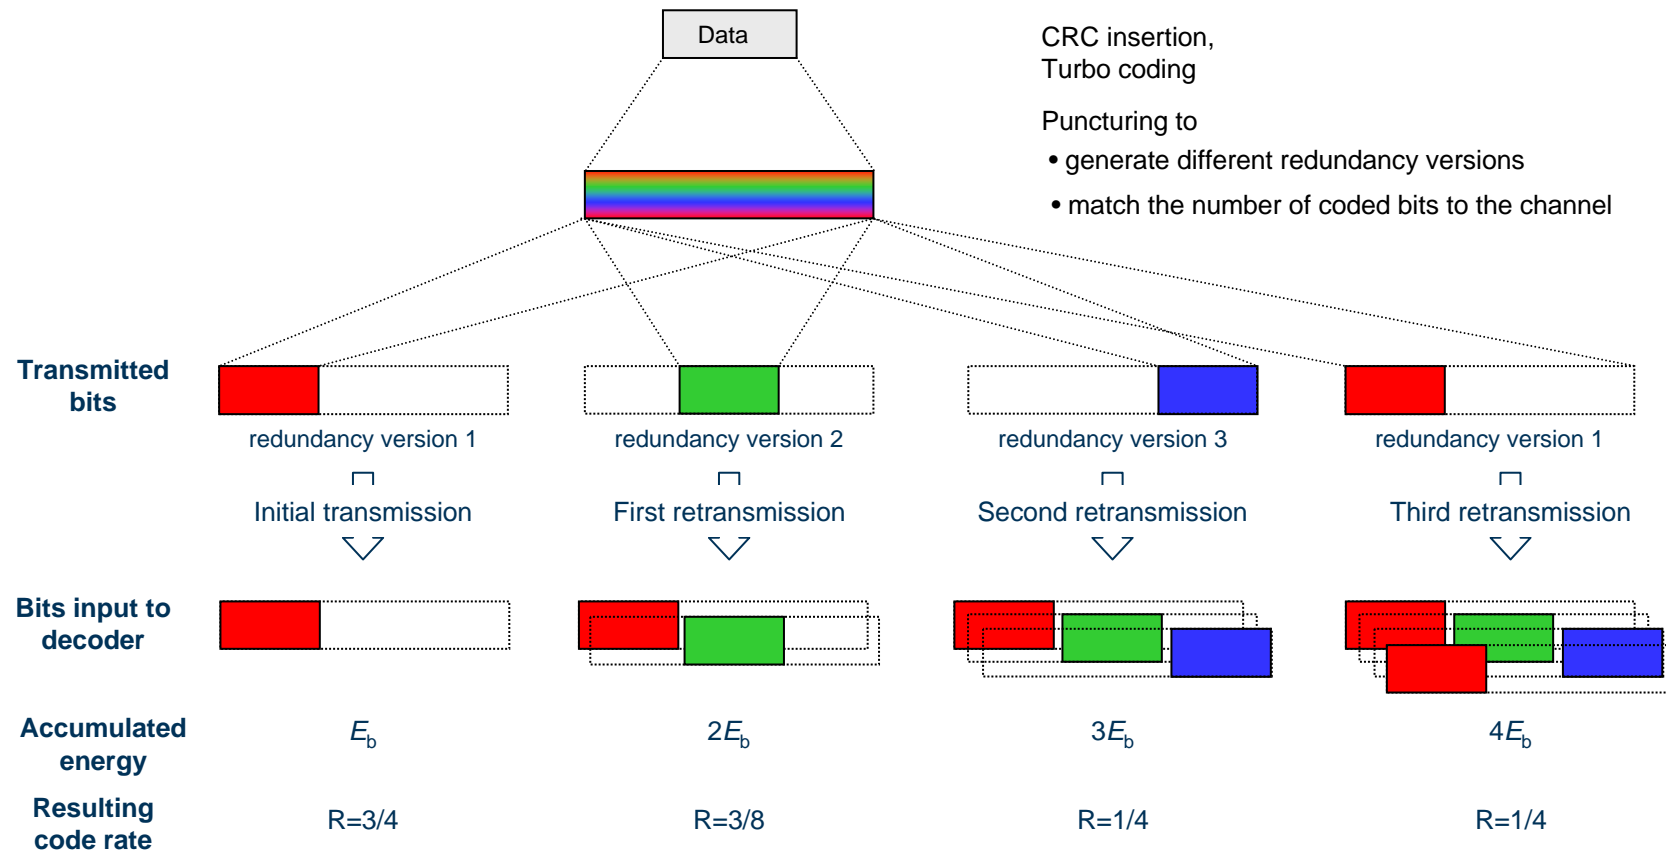 Data
CRC insertion,
Turbo coding
Puncturing to
• generate different redundancy versions
• match the number of coded bits to the channel
Transmitted
bits
redundancy version 1
redundancy version 2
redundancy version 3
redundancy version 1
Initial transmission
First retransmission
Second retransmission
Third retransmission
Bits input to
decoder
Accumulated
energy
Eb
2Eb
3Eb
4Eb
Resulting
code rate
R=3/4
R=3/8
R=1/4
R=1/4